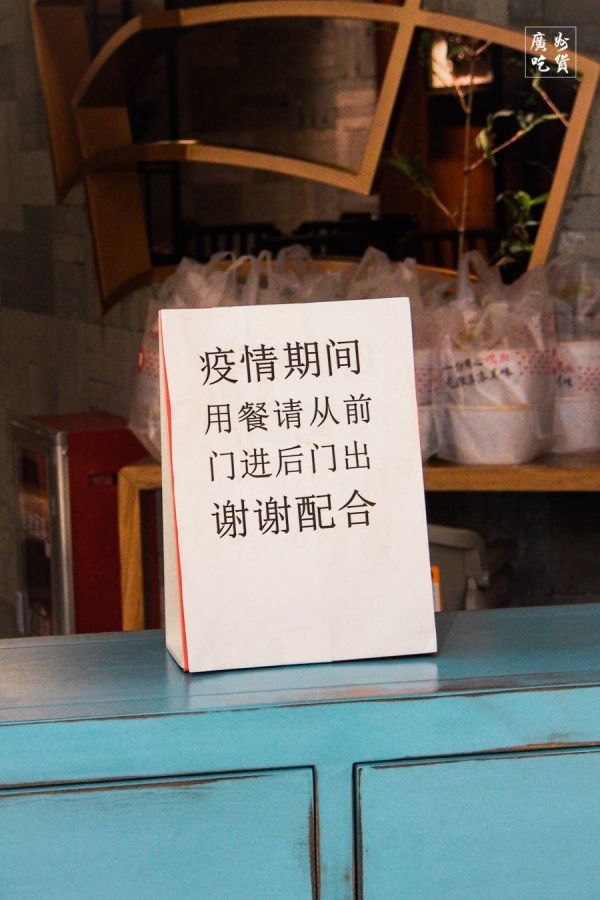 廣州
吃貨
疫情期间
用餐请从前
门进后门出
谢谢配合